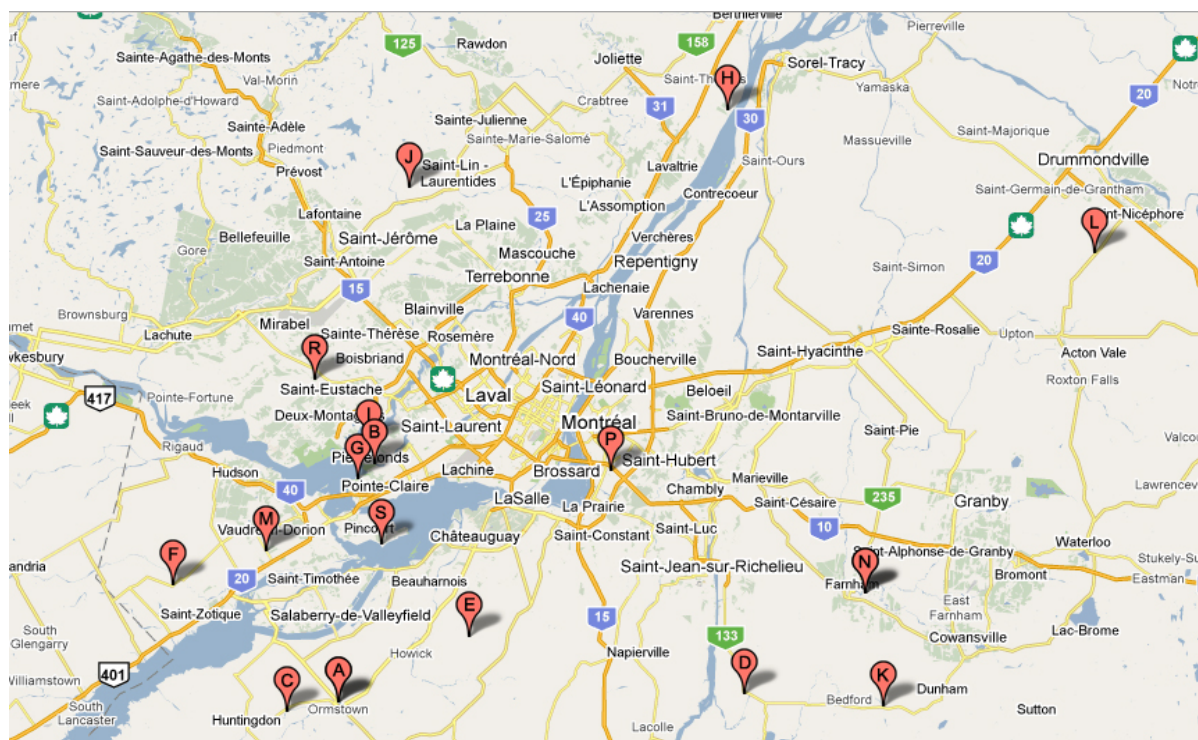 Berthierville
Pierreville
125
Rawdon
158
Sainte-Agathe-des-Monts
Joliette
Sorel-Tracy
Val-Morin
H
Yamaska
20
Saint-Adolphe-d'Howard
Crabtree
31
30
Sainte-Adèle
Sainte-Julienne
Saint-Majorique
Sainte-Marie-Salomé
Massueville
Saint-Sauveur-des-Monts
Piedmont
J
Saint-Lin -
Laurentides
Lavaltrie
Saint-Ours
Drummondville
Prévost
L'Épiphanie
Contrecoeur
Saint-Germain-de-Grantham
L'Assomption
Lafontaine
25
La Plaine
L
Bellefeuille
Saint-Jérôme
Verchères
Gore
Mascouche
Saint-Antoine
Repentigny
20
Saint-Simon
Terrebonne
15
Lachenaie
Brownsburg
Blainville
40
Varennes
Lachute
Mirabel
Sainte-Thérèse
Rosemère
Sainte-Rosalie
Upton
R
Boisbriand
Montréal-Nord
Boucherville
Saint-Hyacinthe
Acton Vale
417
Saint-Eustache
Saint-Léonard
Beloeil
Roxton Falls
Pointe-Fortune
Laval
Deux-Montagnes
I
Saint-Bruno-de-Montarville
Saint-Laurent
Montréal
Saint-Pie
Rigaud
B
P
G
Hudson
Lachine
Brossard
Saint-Hubert
Marieville
40
Pointe-Claire
Chambly
235
Granby
LaSalle
La Prairie
Saint-Césaire
M
S
Pincourt
Saint-Luc
10
Châteauguay
Saint-Constant
Waterloo
F
Saint-Alphonse-de-Granby
20
Saint-Timothée
Beauharnois
Saint-Jean-sur-Richelieu
N
Farnham
Bromont
Eastman
Saint-Zotique
Salaberry-de-Valleyfield
E
15
East
Farnham
South
Glengarry
133
Cowansville
Lac-Brome
Howick
Napierville
401
Williamstown
C
A
D
K
Dunham
Bedford
South
Lancaster
Huntingdon
Ormstown
Sutton
Lacolle